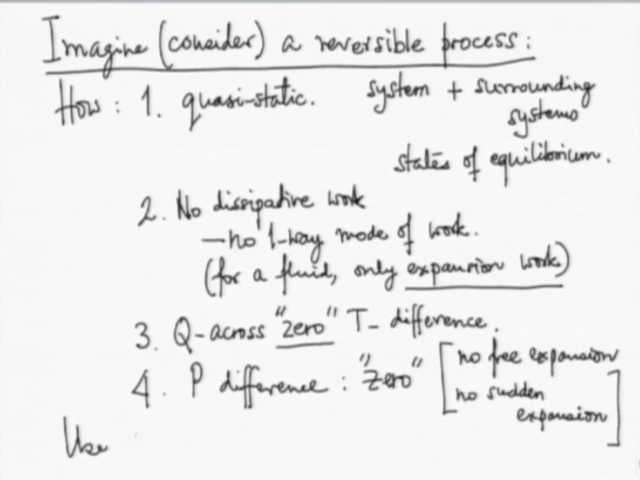 Imagine (consider) a reversible process:
How: 1. quasi-static. system + surrounding
systems
states of equilibrium.
2. No dissipative work
— no 1-way mode of work.
(for a fluid, only expansion work)
3. Q-across "zero" T- difference.
4. P difference: "Zero" [no free expansion
no sudden
expansion]
Use